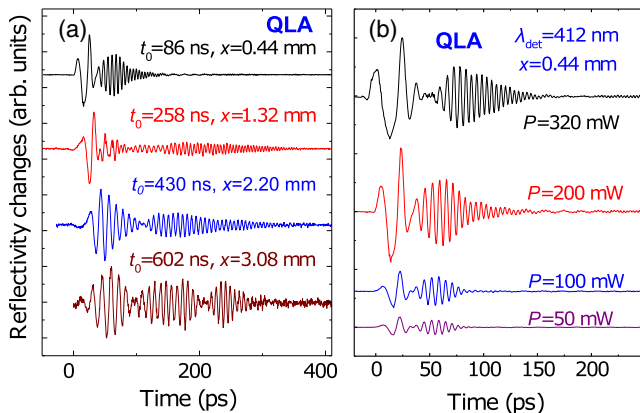 (a)
QLA
t₀=86 ns, x=0.44 mm
t₀=258 ns, x=1.32 mm
t₀=430 ns, x=2.20 mm
t₀=602 ns, x=3.08 mm
Reflectivity changes (arb. units)
0 200 400
Time (ps)
(b)
QLA
λdet=412 nm
x=0.44 mm
P=320 mW
P=200 mW
P=100 mW
P=50 mW
0 50 100 150 200
Time (ps)